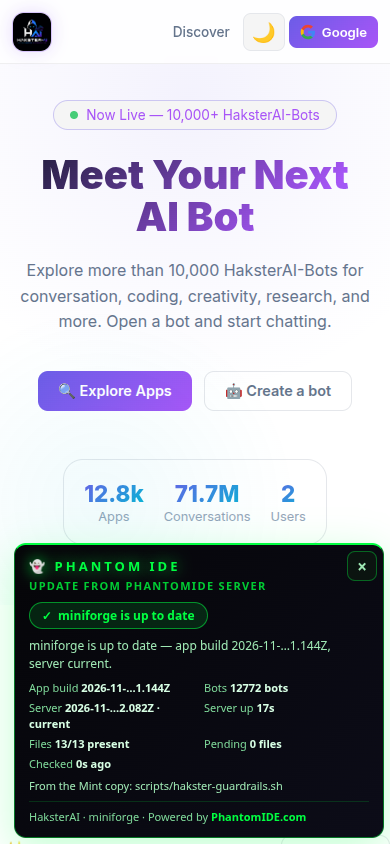 HAKSTERAI
Discover
Google
Now Live — 10,000+ HaksterAI-Bots
Meet Your Next
AI Bot
Explore more than 10,000 HaksterAI-Bots for
conversation, coding, creativity, research, and
more. Open a bot and start chatting.
Explore Apps
Create a bot
12.8k 71.7M 2
Apps Conversations Users
PHANTOM IDE ×
UPDATE FROM PHANTOMIDE SERVER
✓ miniforge is up to date
miniforge is up to date — app build 2026-11-...1.144Z,
server current.
App build 2026-11-...1.144Z Bots 12772 bots
Server 2026-11-...2.082Z · Server up 17s
current
Files 13/13 present Pending 0 files
Checked 0s ago
From the Mint copy: scripts/hakster-guardrails.sh
HaksterAI · miniforge · Powered by PhantomIDE.com